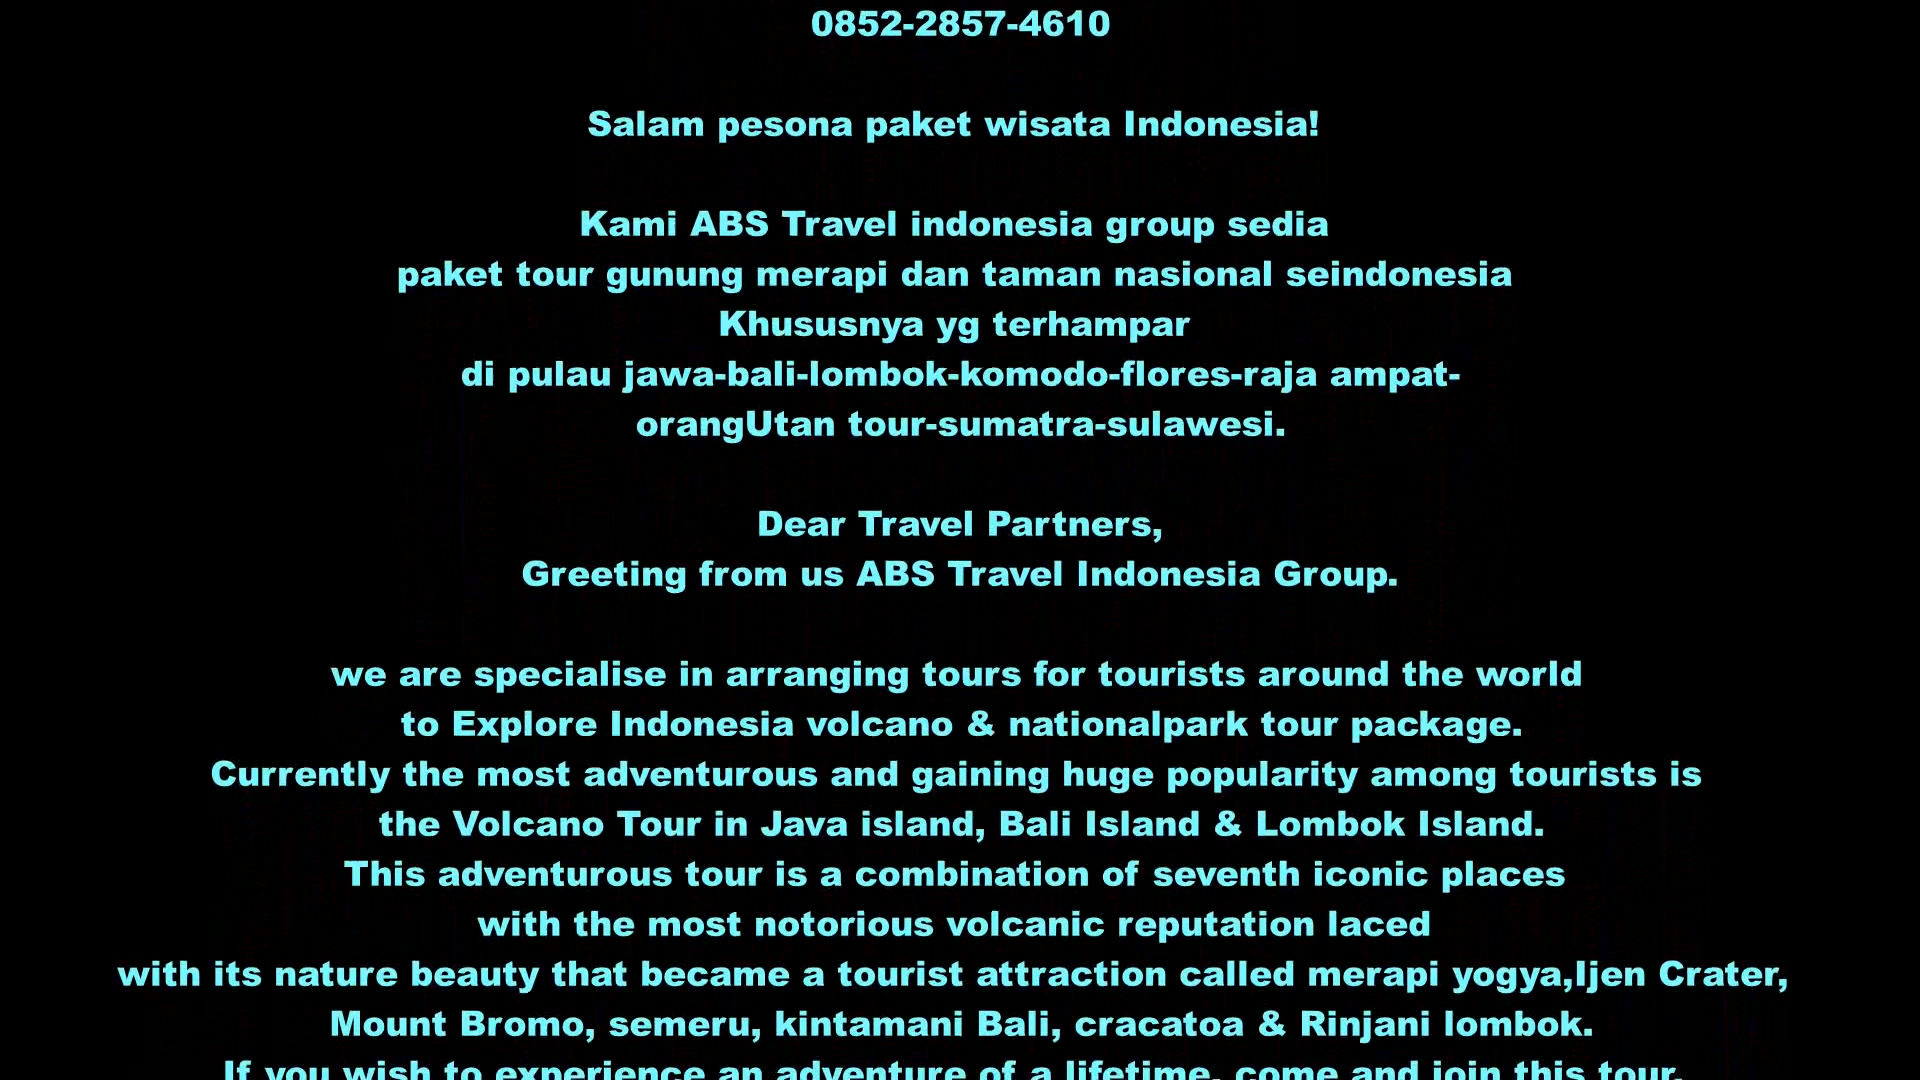 0852-2857-4610
Salam pesona paket wisata Indonesia!
Kami ABS Travel indonesia group sedia
paket tour gunung merapi dan taman nasional seindonesia
Khususnya yg terhampar
di pulau jawa-bali-lombok-komodo-flores-raja ampat-
orangUtan tour-sumatra-sulawesi.
Dear Travel Partners,
Greeting from us ABS Travel Indonesia Group.
we are specialise in arranging tours for tourists around the world
to Explore Indonesia volcano & nationalpark tour package.
Currently the most adventurous and gaining huge popularity among tourists is
the Volcano Tour in Java island, Bali Island & Lombok Island.
This adventurous tour is a combination of seventh iconic places
with the most notorious volcanic reputation laced
with its nature beauty that became a tourist attraction called merapi yogya,Ijen Crater,
Mount Bromo, semeru, kintamani Bali, cracatoa & Rinjani lombok.
If you wish to experience an adventure of a lifetime, come and join this tour.